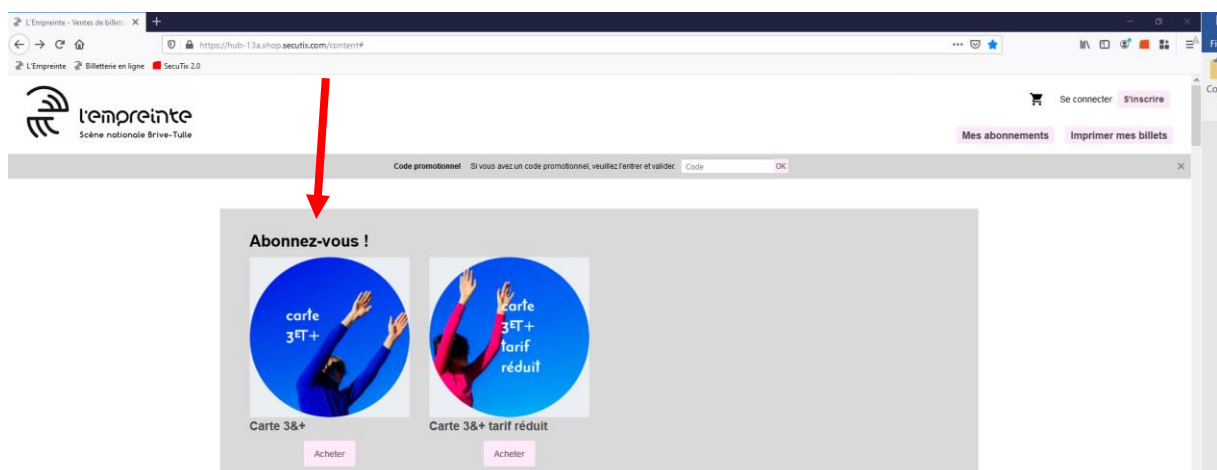 L'Empreinte - Ventes de billets
https://hub-13a.shop.secutix.com/content#
L'Empreinte Billetterie en ligne SecuTix 2.0
Fi
Co
l'empreinte
Scène nationale Brive-Tulle
Se connecter S'inscrire
Mes abonnements Imprimer mes billets
Code promotionnel Si vous avez un code promotionnel, veuillez l'entrer et valider. Code OK
Abonnez-vous !
carte
3ET+
carte
3ET+
tarif
réduit
Carte 3&+ Carte 3&+ tarif réduit
Acheter Acheter